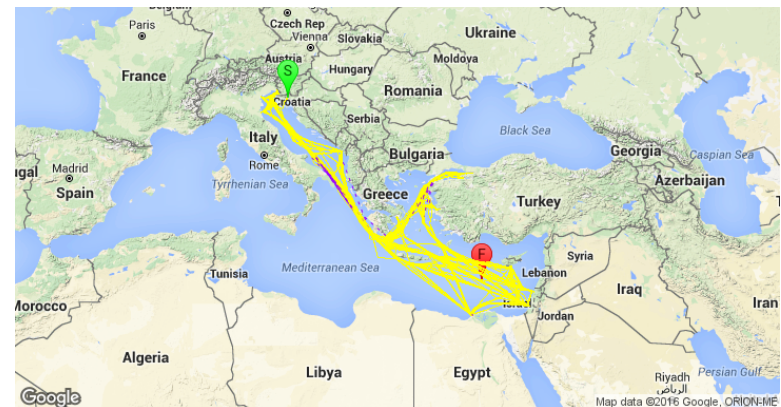 Paris
Czech Rep
Ukraine
Vienna
Slovakia
Austria
S
Hungary
Moldova
France
Croatia
Romania
Serbia
Italy
Black Sea
Bulgaria
Georgia
Caspian Sea
Rome
Azerbaijan
Madrid
Tyrrhenian Sea
Spain
Greece
Turkey
F
Syria
Tunisia
Mediterranean Sea
Lebanon
Iraq
Iran
Morocco
Israel
Jordan
Algeria
Libya
Egypt
Persian Gulf
Riyadh
الرياض
Google
Map data ©2016 Google, ORION-ME